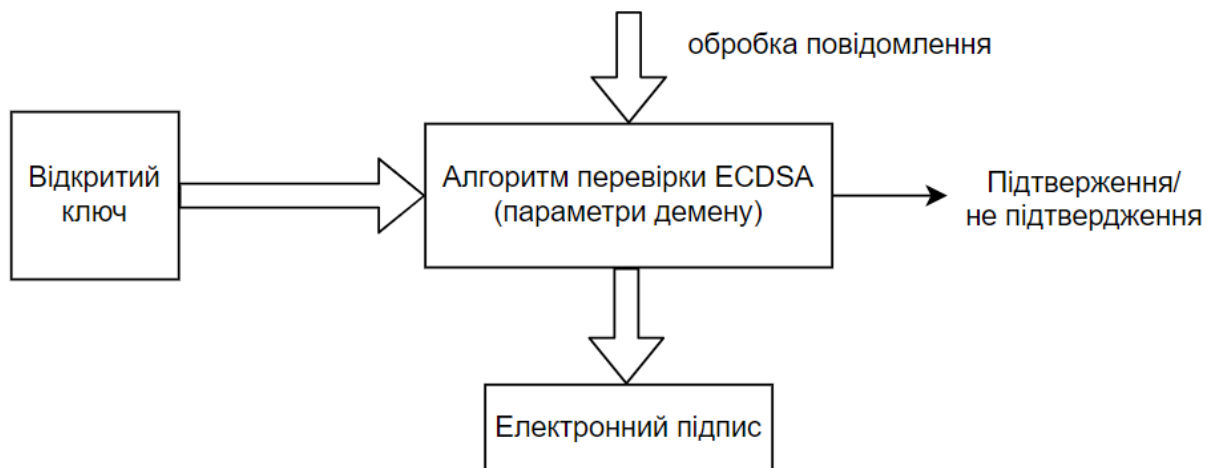 обробка повідомлення
Відкритий
ключ
Алгоритм перевірки ECDSA
(параметри демену)
Підтверження/
не підтвердження
Електронний підпис